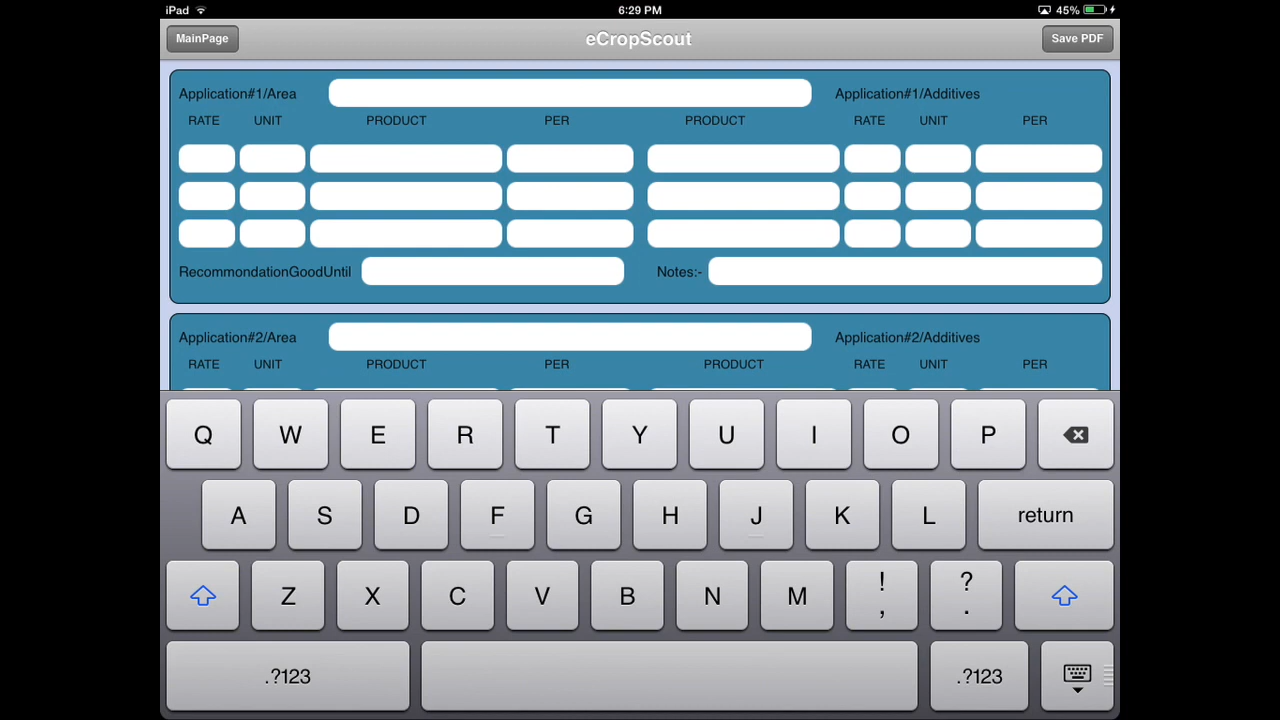 iPad 6:29 PM 45%
MainPage eCropScout Save PDF
Application#1/Area Application#1/Additives
RATE UNIT PRODUCT PER PRODUCT RATE UNIT PER
RecommondationGoodUntil Notes:-
Application#2/Area Application#2/Additives
RATE UNIT PRODUCT PER PRODUCT RATE UNIT PER
Q W E R T Y U I O P
A S D F G H J K L return
Z X C V B N M ! , ? .
.?123 .?123